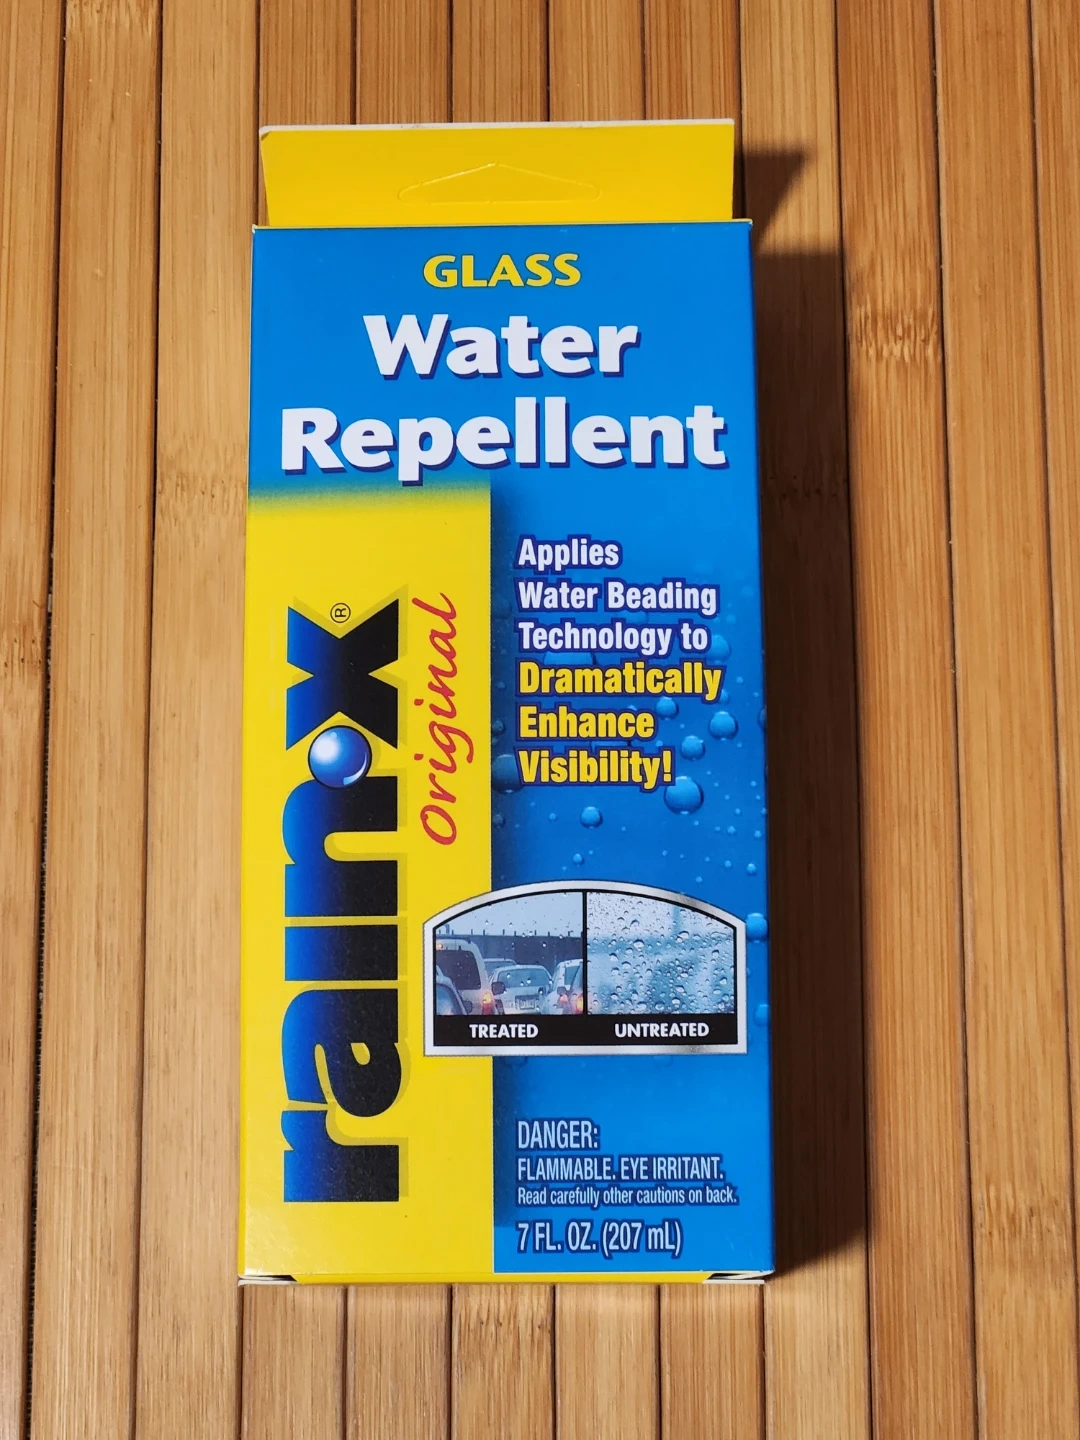 GLASS
Water
Repellent
rain-x®
Original
Applies
Water Beading
Technology to
Dramatically
Enhance
Visibility!
TREATED
UNTREATED
DANGER:
FLAMMABLE. EYE IRRITANT.
Read carefully other cautions on back.
7 FL. OZ. (207 mL)